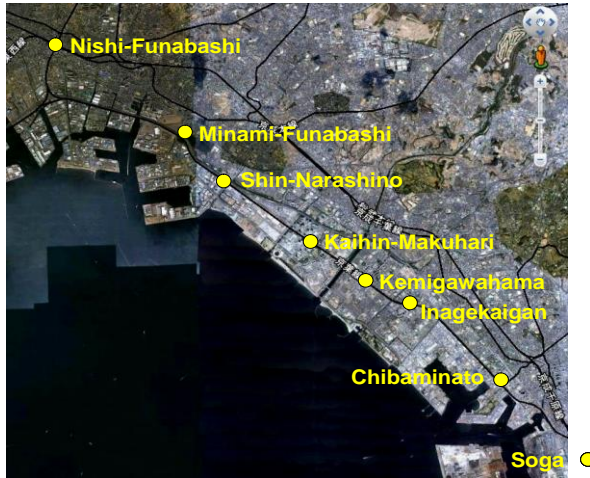 Nishi-Funabashi
Minami-Funabashi
Shin-Narashino
Kaihin-Makuhari
Kemigawahama
Inagekaigan
Chibaminato
Soga